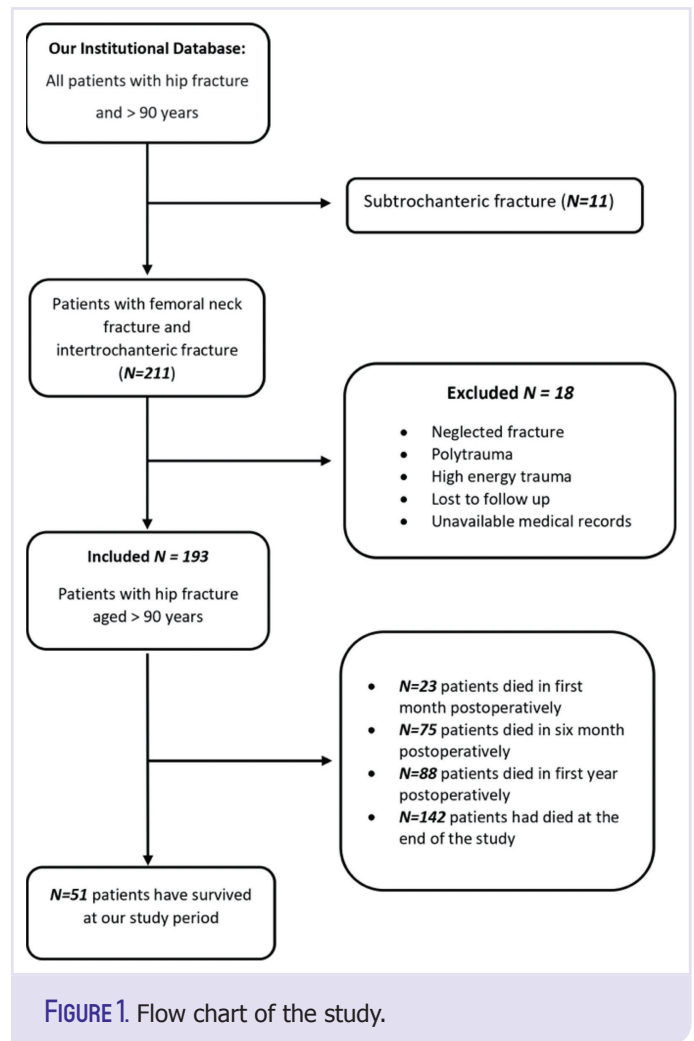 Our Institutional Database:
All patients with hip fracture
and > 90 years
Subtrochanteric fracture (N=11)
Patients with femoral neck
fracture and
intertrochanteric fracture
(N=211)
Excluded N = 18
• Neglected fracture
• Polytrauma
• High energy trauma
• Lost to follow up
• Unavailable medical records
Included N = 193
Patients with hip fracture
aged > 90 years
• N=23 patients died in first
month postoperatively
• N=75 patients died in six month
postoperatively
• N=88 patients died in first year
postoperatively
• N=142 patients had died at the
end of the study
N=51 patients have survived
at our study period
FIGURE 1. Flow chart of the study.